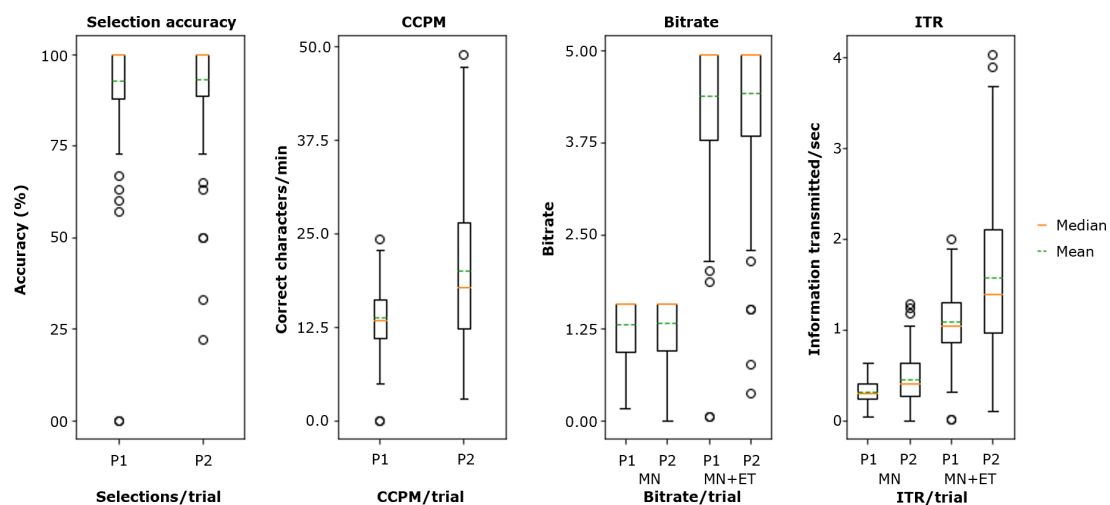 Selection accuracy
Accuracy (%)
100
75
50
25
00
P1 P2
Selections/trial
CCPM
Correct characters/min
50.0
37.5
25.0
12.5
0.0
P1 P2
CCPM/trial
Bitrate
Bitrate
5.00
3.75
2.50
1.25
0.00
P1 P2 P1 P2
MN MN+ET
Bitrate/trial
ITR
Information transmitted/sec
4
3
2
1
0
P1 P2 P1 P2
MN MN+ET
ITR/trial
Median
Mean